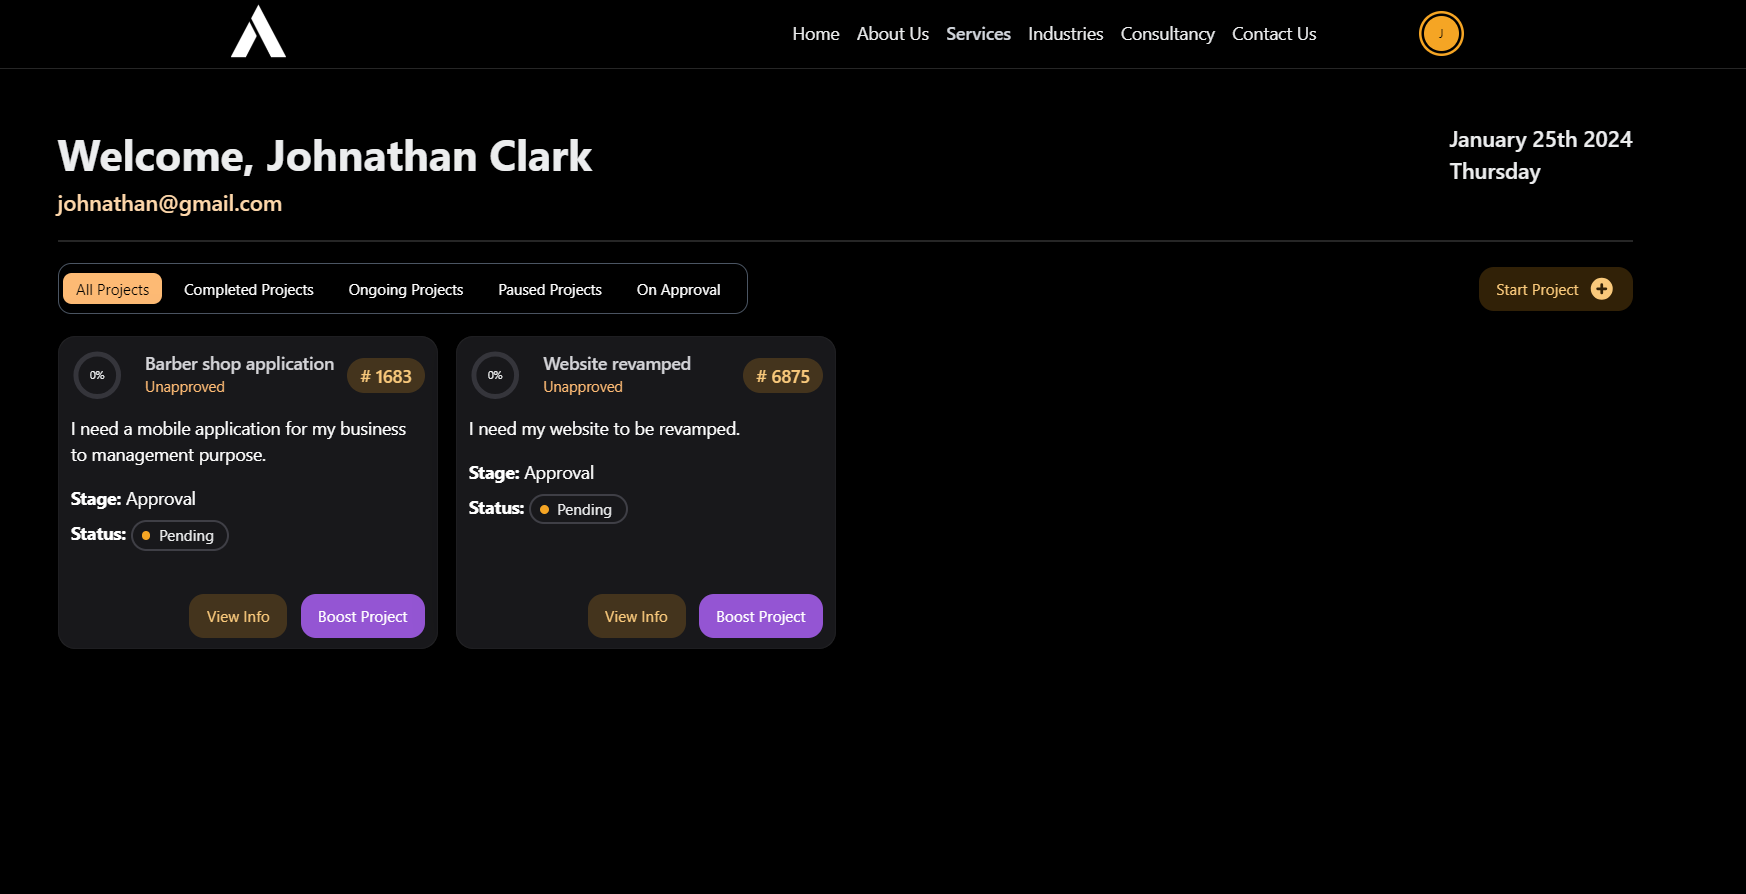 Home About Us Services Industries Consultancy Contact Us
J
Welcome, Johnathan Clark
johnathan@gmail.com
January 25th 2024
Thursday
All Projects Completed Projects Ongoing Projects Paused Projects On Approval
Start Project
0%
Barber shop application
Unapproved
# 1683
I need a mobile application for my business
to management purpose.
Stage: Approval
Status: Pending
View Info Boost Project
0%
Website revamped
Unapproved
# 6875
I need my website to be revamped.
Stage: Approval
Status: Pending
View Info Boost Project